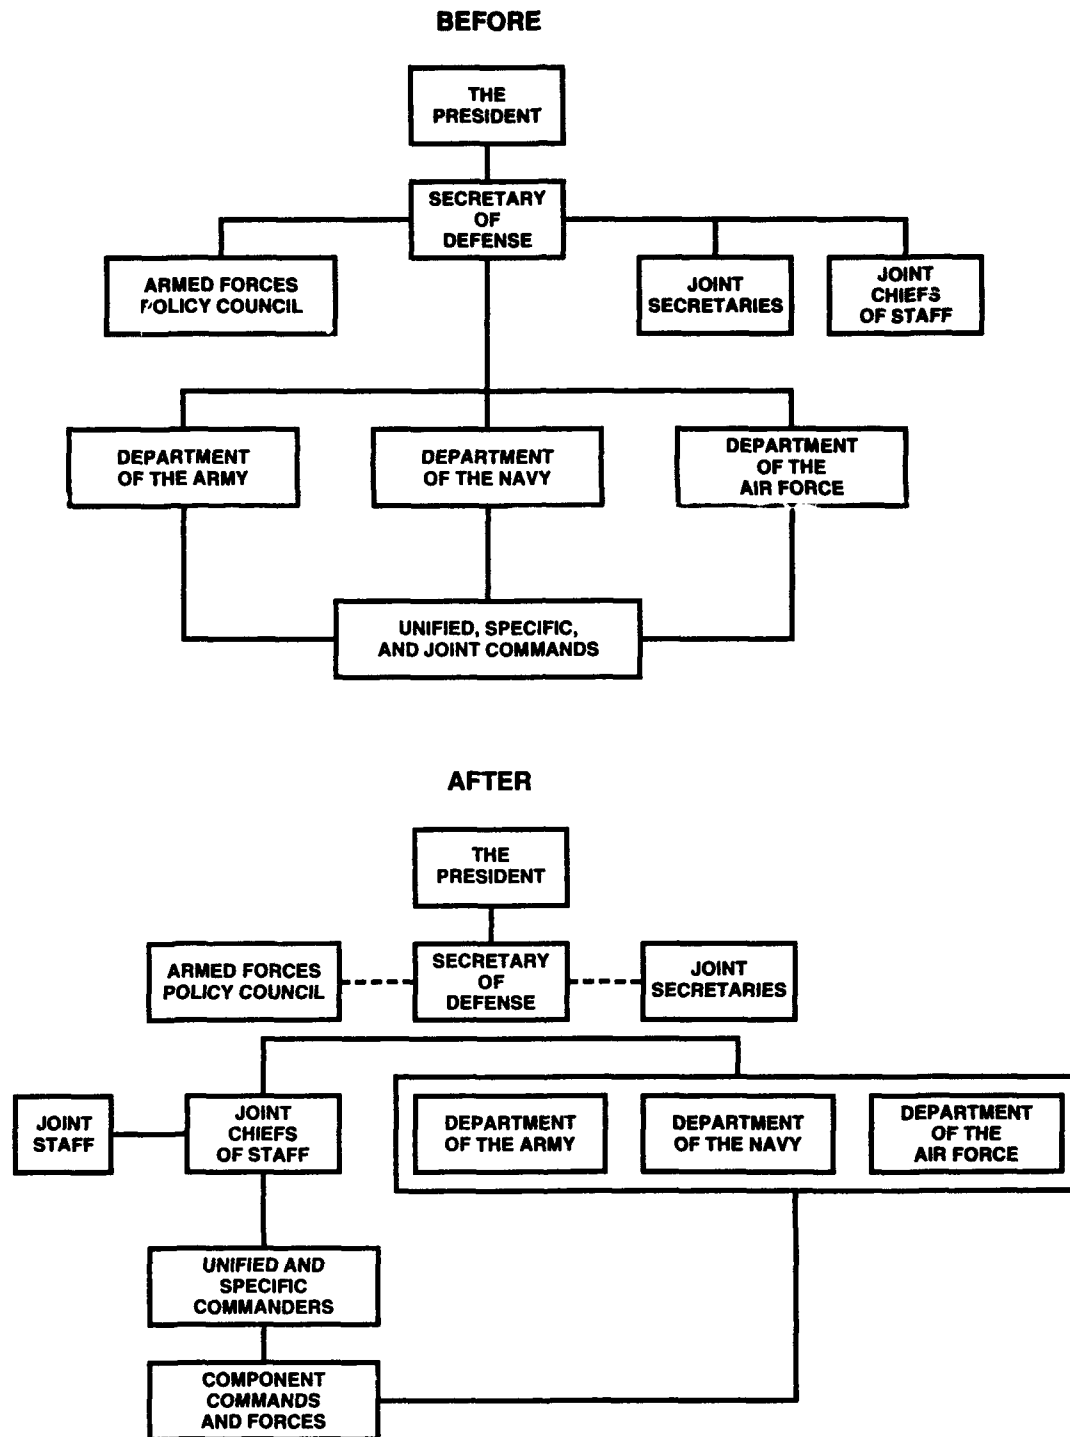 BEFORE
THE
PRESIDENT
SECRETARY
OF
DEFENSE
ARMED FORCES
POLICY COUNCIL
JOINT
SECRETARIES
JOINT
CHIEFS
OF STAFF
DEPARTMENT
OF THE ARMY
DEPARTMENT
OF THE NAVY
DEPARTMENT
OF THE
AIR FORCE
UNIFIED, SPECIFIC,
AND JOINT COMMANDS
AFTER
THE
PRESIDENT
ARMED FORCES
POLICY COUNCIL
SECRETARY
OF
DEFENSE
JOINT
SECRETARIES
JOINT
STAFF
JOINT
CHIEFS
OF STAFF
DEPARTMENT
OF THE ARMY
DEPARTMENT
OF THE NAVY
DEPARTMENT
OF THE
AIR FORCE
UNIFIED AND
SPECIFIC
COMMANDERS
COMPONENT
COMMANDS
AND FORCES